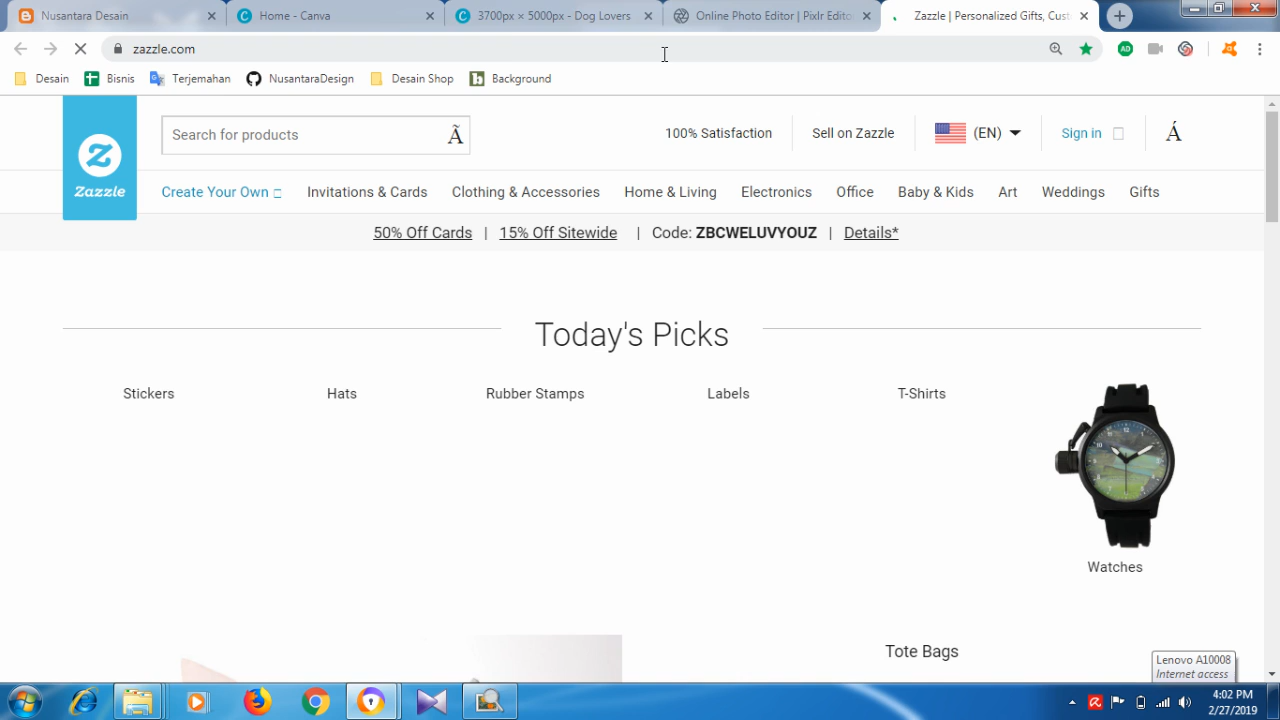 Nusantara Desain
Home - Canva
3700px × 5000px - Dog Lovers
Online Photo Editor | Pixlr Editor
Zazzle | Personalized Gifts, Cust
zazzle.com
Desain
Bisnis
Terjemahan
NusantaraDesign
Desain Shop
Background
Zazzle
Search for products
Ã
100% Satisfaction
Sell on Zazzle
(EN)
Sign in
Á
Create Your Own
Invitations & Cards
Clothing & Accessories
Home & Living
Electronics
Office
Baby & Kids
Art
Weddings
Gifts
50% Off Cards | 15% Off Sitewide | Code: ZBCWELUVYOUZ | Details*
Today's Picks
Stickers
Hats
Rubber Stamps
Labels
T-Shirts
Watches
Tote Bags
Lenovo A10008
Internet access
4:02 PM
2/27/2019